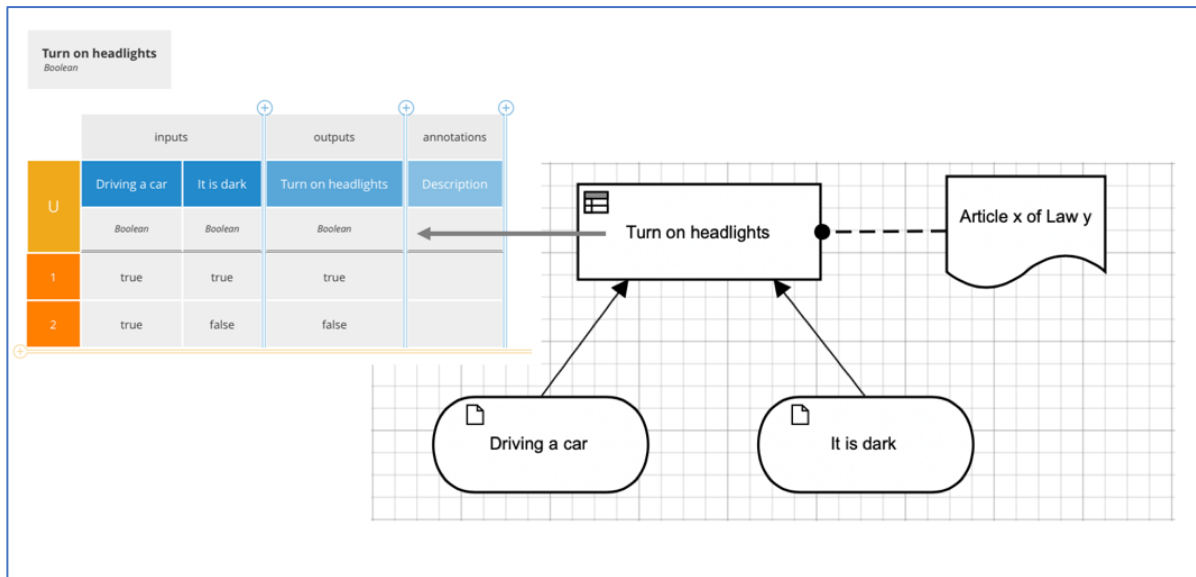 Turn on headlights
Boolean
inputs outputs annotations
U Driving a car It is dark Turn on headlights Description
Boolean Boolean Boolean
1 true true true
2 true false false
Turn on headlights
Article x of Law y
Driving a car
It is dark